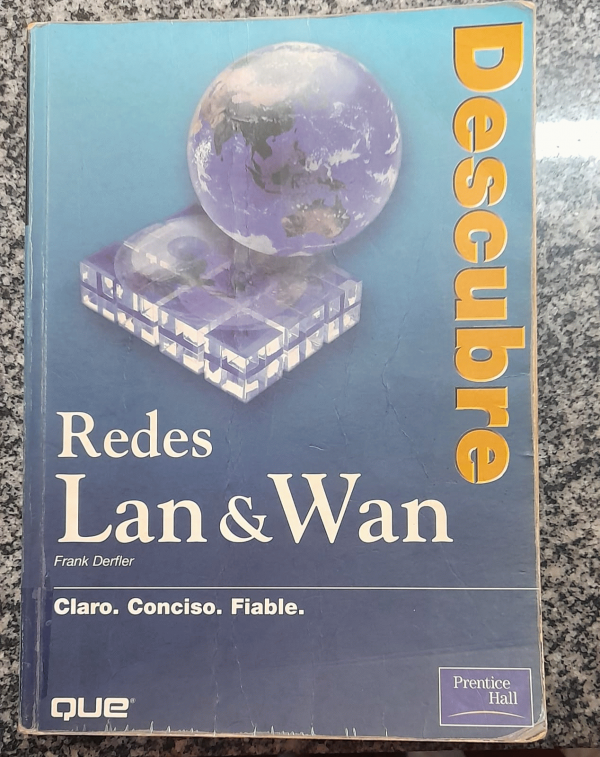 Descubre
Redes
Lan & Wan
Frank Derfler
Claro. Conciso. Fiable.
que®
Prentice
Hall